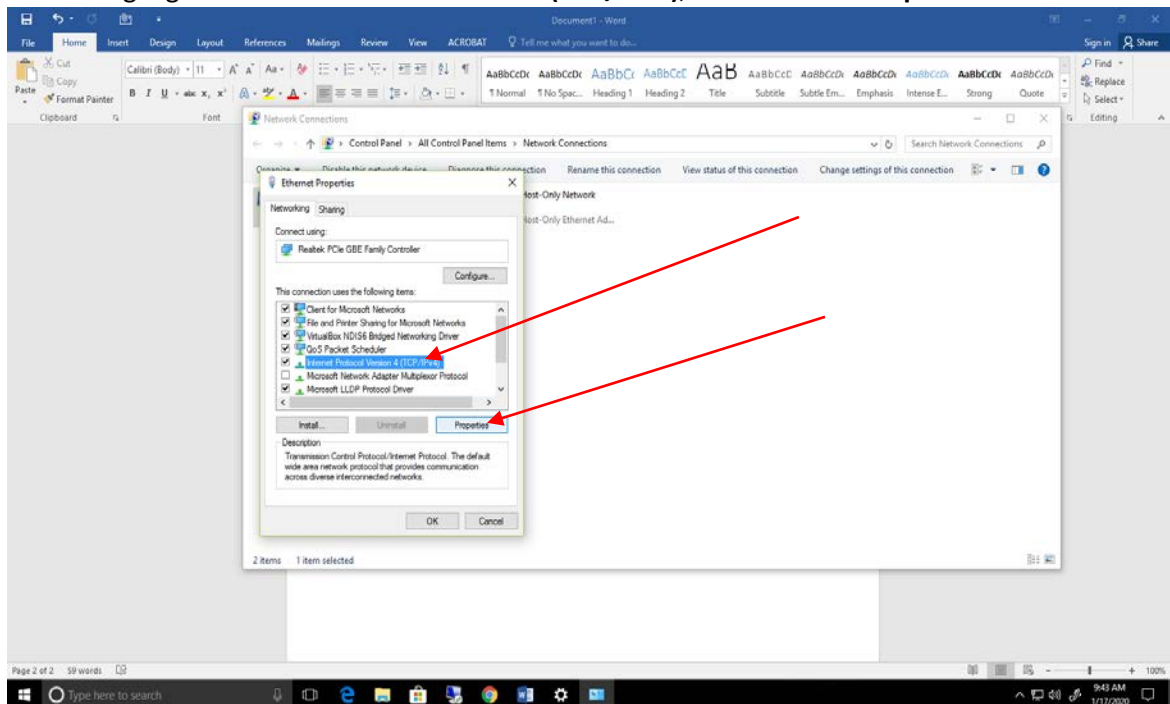 Document1 - Word
File Home Insert Design Layout References Mailings Review View ACROBAT Tell me what you want to do... Sign in Share
Cut
Copy
Format Painter
Paste
Calibri (Body) 11
AaBbCcDc AaBbCcDc AaBbCc AaBbCcC AaB AaBbCcC AaBbCcDc AaBbCcDc AaBbCcDc AaBbCcDc AaBbCcDc
¶ Normal ¶ No Spac... Heading 1 Heading 2 Title Subtitle Subtle Em... Emphasis Intense E... Strong Quote
Find
Replace
Select
Clipboard Font Editing
Network Connections
Control Panel > All Control Panel Items > Network Connections
Search Network Connections
Organize Disable this network device Diagnose this connection Rename this connection View status of this connection Change settings of this connection
Host-Only Network
Host-Only Ethernet Ad...
Ethernet Properties
Networking Sharing
Connect using:
Realtek PCIe GBE Family Controller
Configure...
This connection uses the following items:
Client for Microsoft Networks
File and Printer Sharing for Microsoft Networks
VirtualBox NDIS6 Bridged Networking Driver
QoS Packet Scheduler
Internet Protocol Version 4 (TCP/IPv4)
Microsoft Network Adapter Multiplexor Protocol
Microsoft LLDP Protocol Driver
Install... Uninstall Properties
Description
Transmission Control Protocol/Internet Protocol. The default
wide area network protocol that provides communication
across diverse interconnected networks.
OK Cancel
2 items 1 item selected
Page 2 of 2 59 words 100%
Type here to search
9:43 AM
1/17/2020